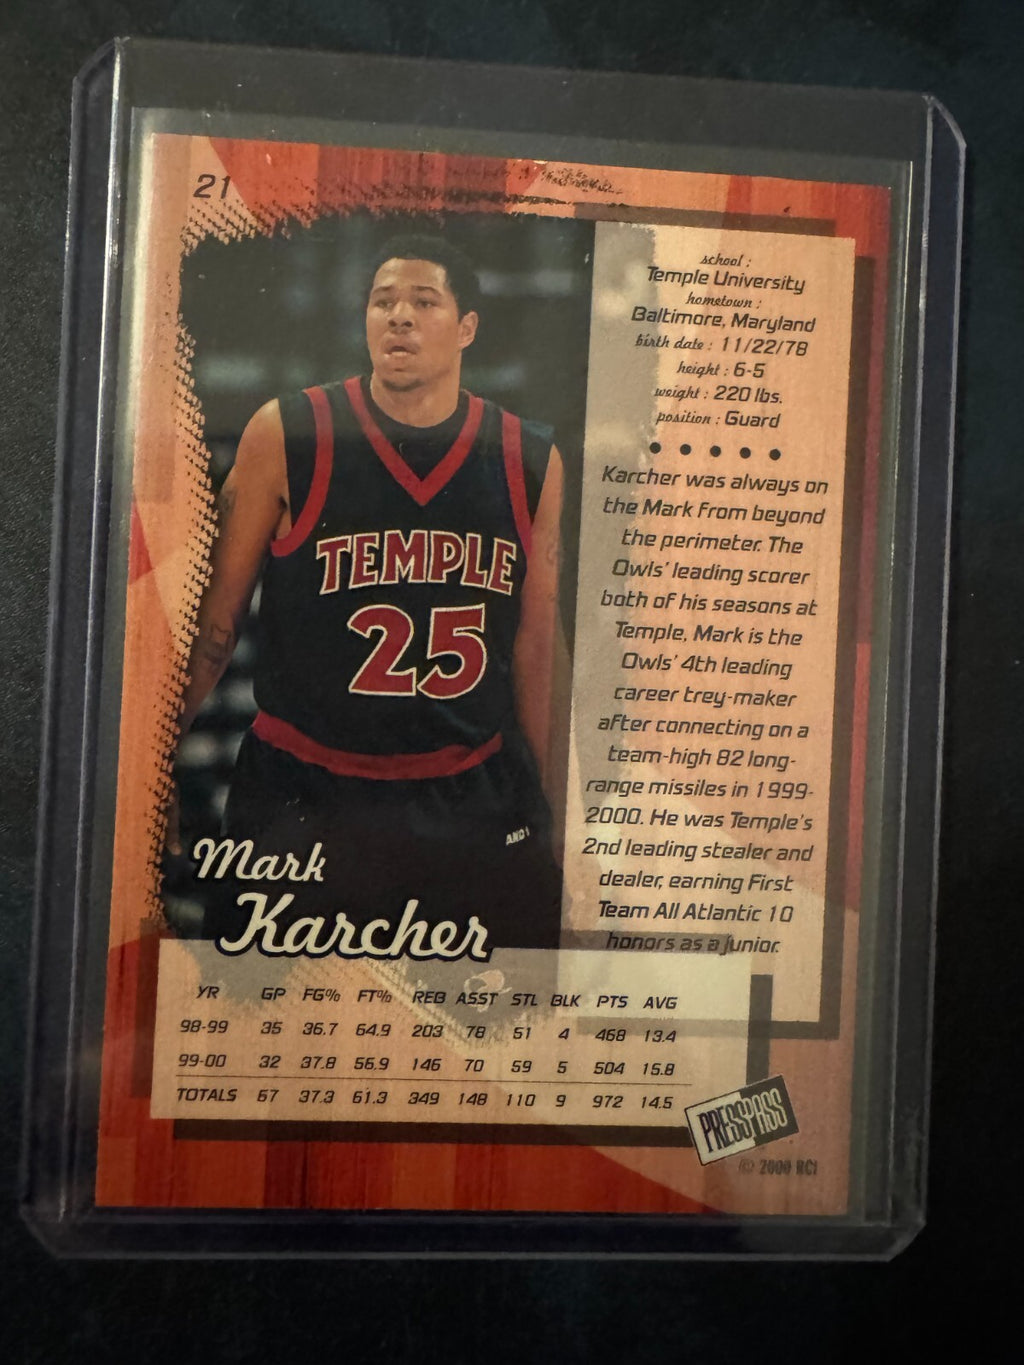 21
school :
Temple University
hometown :
Baltimore, Maryland
birth date : 11/22/78
height : 6-5
weight : 220 lbs.
position : Guard
Karcher was always on
the Mark from beyond
the perimeter. The
Owls' leading scorer
both of his seasons at
Temple, Mark is the
Owls' 4th leading
career trey-maker
after connecting on a
team-high 82 long-
range missiles in 1999-
2000. He was Temple's
2nd leading stealer and
dealer, earning First
Team All Atlantic 10
honors as a junior.
TEMPLE
25
AND1
Mark
Karcher
YR GP FG% FT% REB ASST STL BLK PTS AVG
98-99 35 36.7 64.9 203 78 51 4 468 13.4
99-00 32 37.8 56.9 146 70 59 5 504 15.8
TOTALS 67 37.3 61.3 349 148 110 9 972 14.5
PRESS PASS
© 2000 RCI